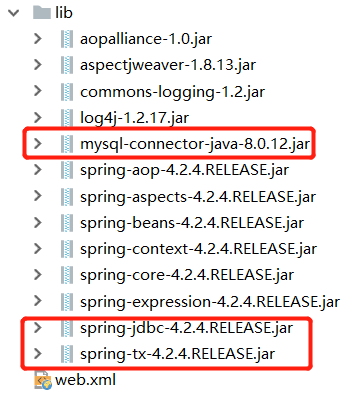 lib
aopalliance-1.0.jar
aspectjweaver-1.8.13.jar
commons-logging-1.2.jar
log4j-1.2.17.jar
mysql-connector-java-8.0.12.jar
spring-aop-4.2.4.RELEASE.jar
spring-aspects-4.2.4.RELEASE.jar
spring-beans-4.2.4.RELEASE.jar
spring-context-4.2.4.RELEASE.jar
spring-core-4.2.4.RELEASE.jar
spring-expression-4.2.4.RELEASE.jar
spring-jdbc-4.2.4.RELEASE.jar
spring-tx-4.2.4.RELEASE.jar
web.xml